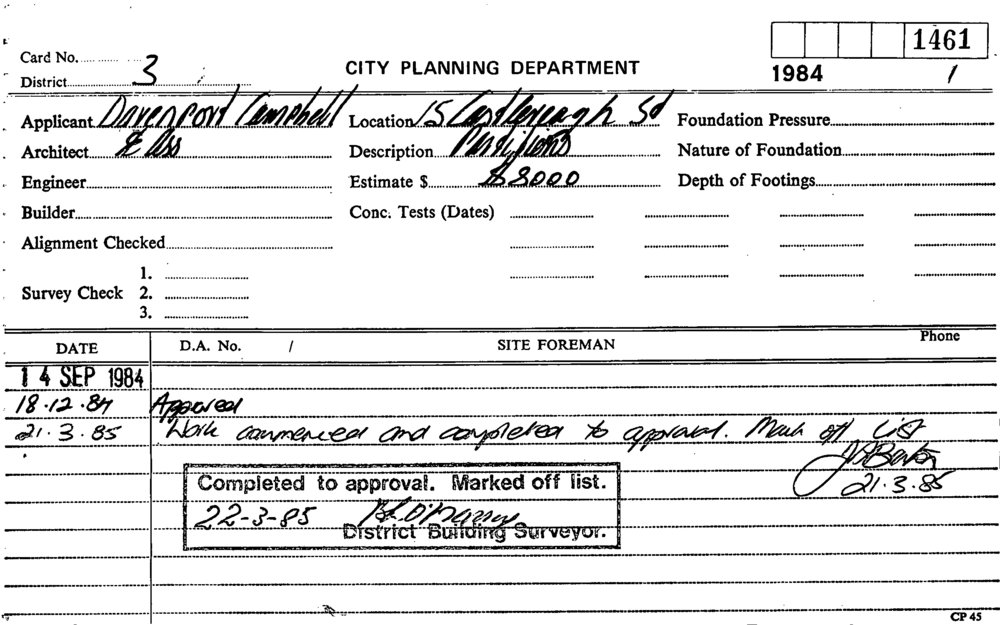 1461
Card No.
CITY PLANNING DEPARTMENT
1984 / 1
District 3
Applicant Davenport Campbell Location 15 Castlereagh St Foundation Pressure
Architect & Ass Description Partitions Nature of Foundation
Engineer Estimate $ $8000 Depth of Footings
Builder Conc. Tests (Dates)
Alignment Checked
Survey Check 1.
2.
3.
DATE D.A. No. / SITE FOREMAN Phone
14 SEP 1984
18.12.84 Approved
21.3.85 Work commenced and completed to approval. Mark off List
21.3.85
Completed to approval. Marked off list.
22-3-85
District Building Surveyor.
CP 45